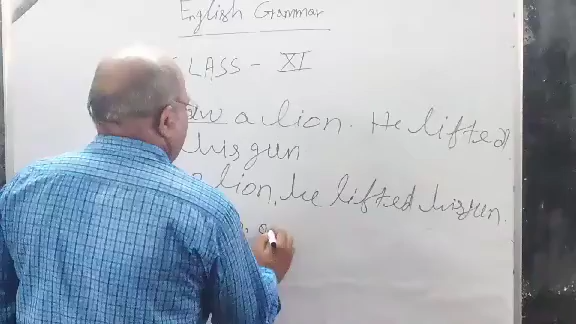 English Grammar
CLASS - XI
saw a lion. He lifted
his gun
a lion, he lifted his gun.